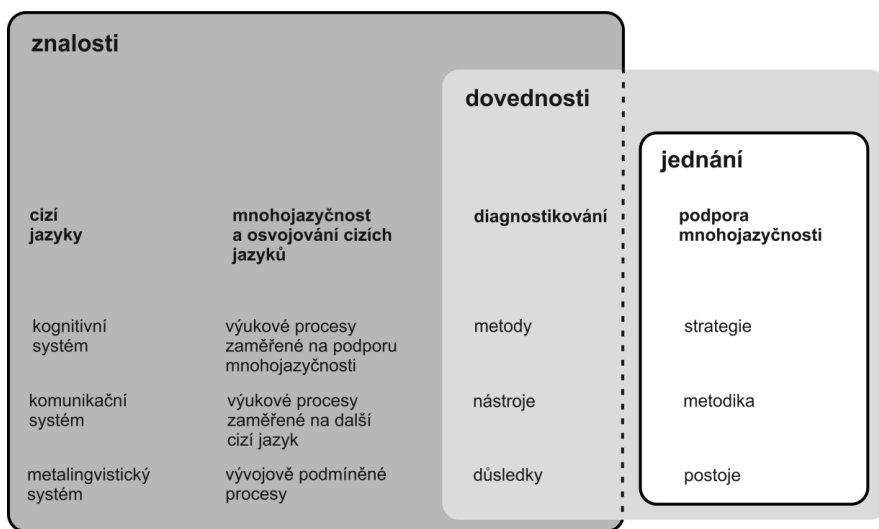 znalosti
dovednosti
jednání
cizí
jazyky
mnohojazyčnost
a osvojování cizích
jazyků
diagnostikování
podpora
mnohojazyčnosti
kognitivní
systém
výukové procesy
zaměřené na podporu
mnohojazyčnosti
metody
strategie
komunikační
systém
výukové procesy
zaměřené na další
cizí jazyk
nástroje
metodika
metalingvistický
systém
vývojově podmíněné
procesy
důsledky
postoje